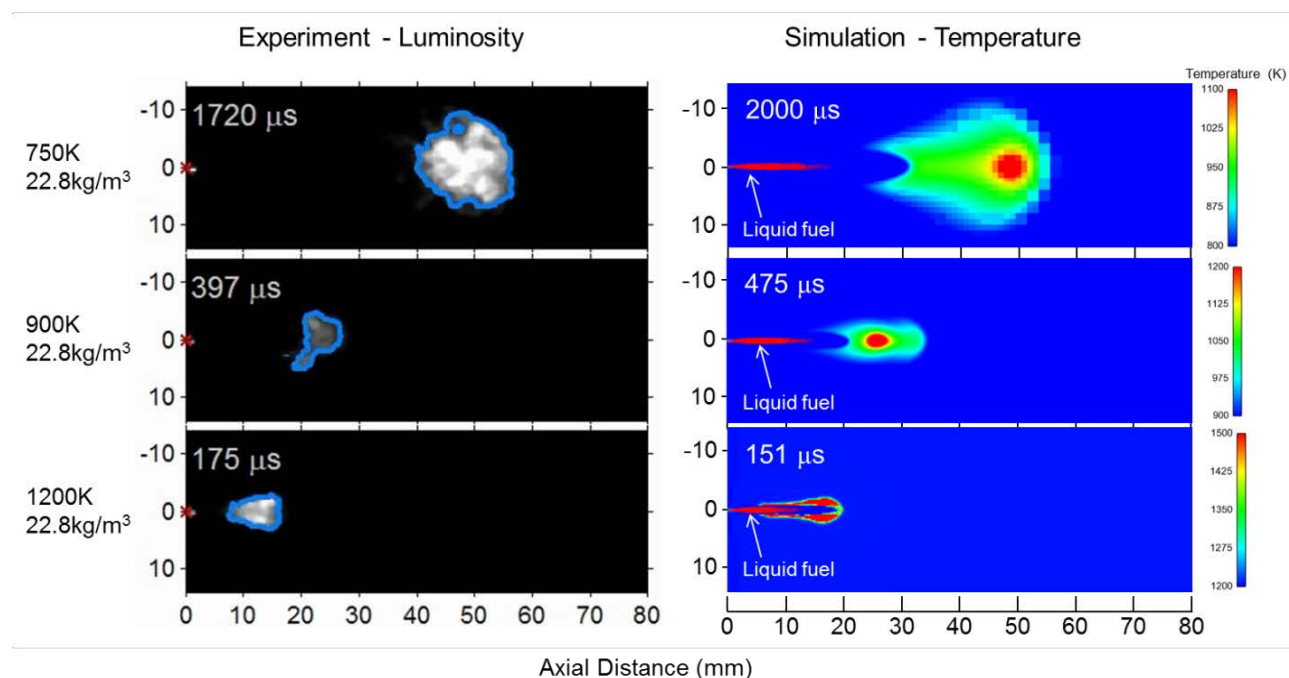 Experiment - Luminosity
Simulation - Temperature
Temperature (K)
750K
22.8kg/m³
-10
0
10
1720 µs
-10
0
10
2000 µs
Liquid fuel
1100
1025
950
875
800
900K
22.8kg/m³
-10
0
10
397 µs
-10
0
10
475 µs
Liquid fuel
1200
1125
1050
975
900
1200K
22.8kg/m³
-10
0
10
175 µs
-10
0
10
151 µs
Liquid fuel
1500
1425
1350
1275
1200
0 10 20 30 40 50 60 70 80
0 10 20 30 40 50 60 70 80
Axial Distance (mm)